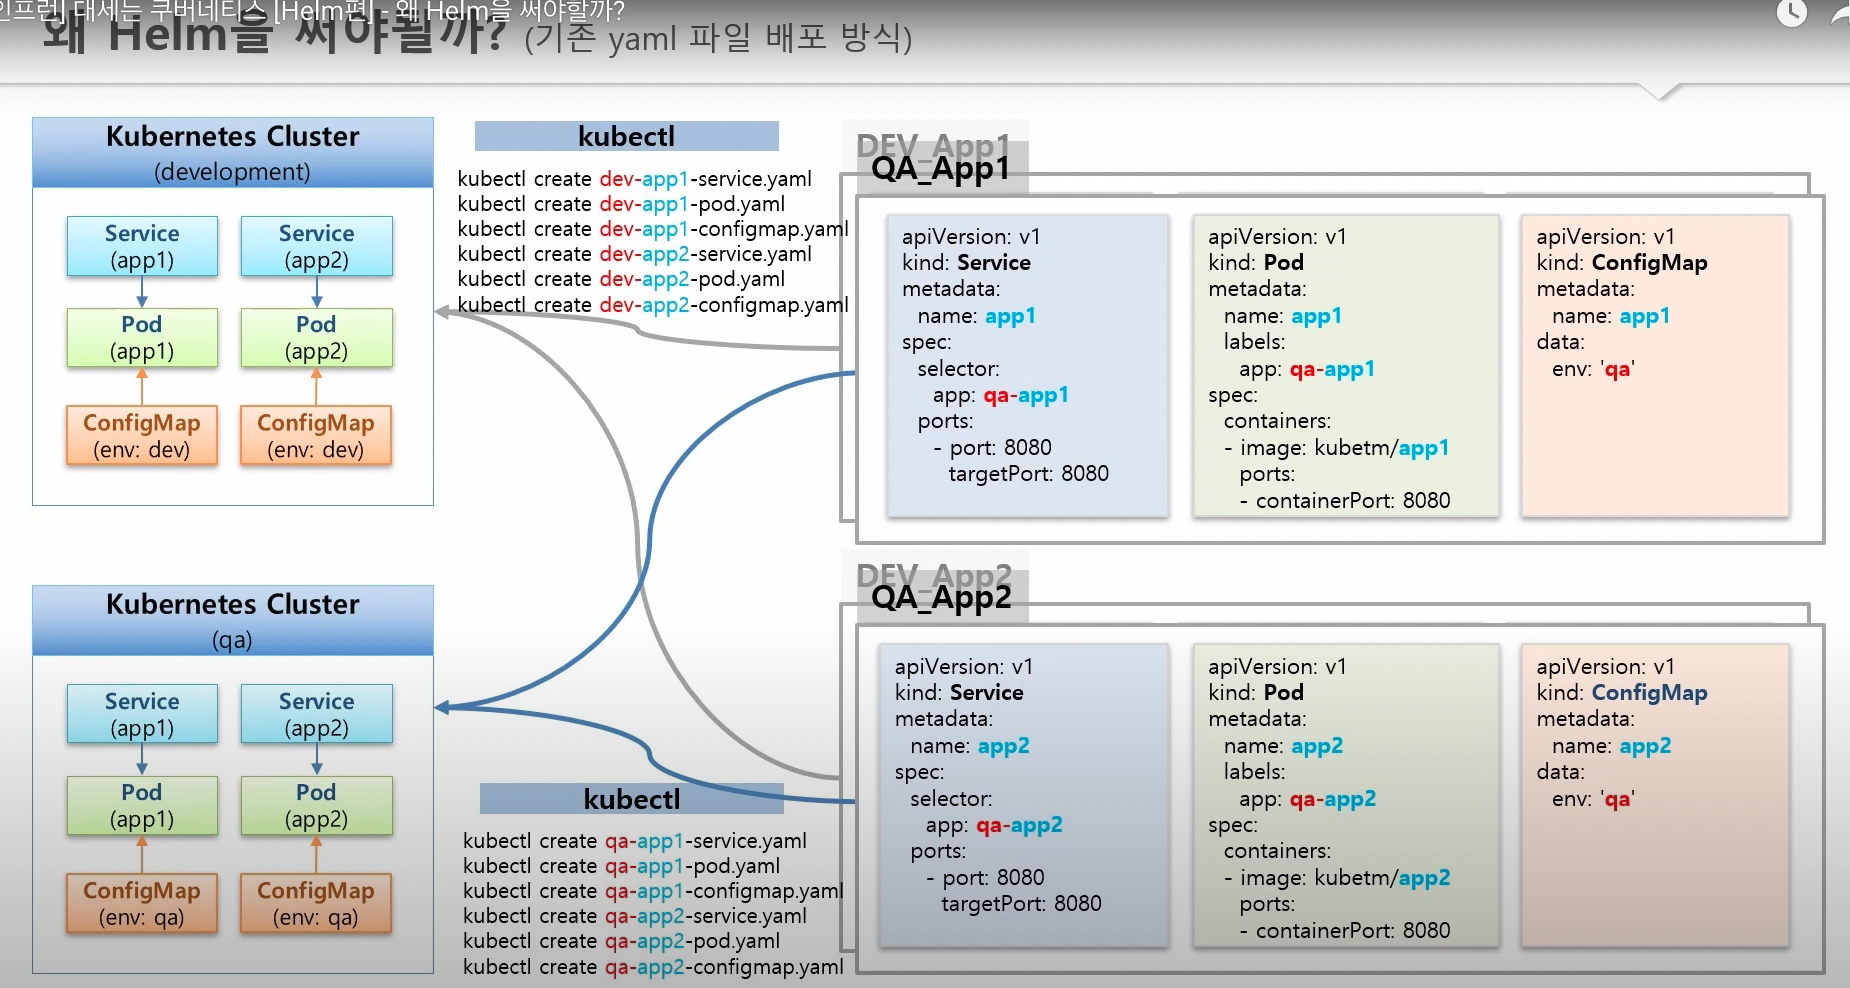 인프런] 대세는 쿠버네티스 [Helm편] - 왜 Helm을 써야할까?
왜 Helm을 써야될까? (기존 yaml 파일 배포 방식)
Kubernetes Cluster
(development)
Service
(app1)
Service
(app2)
Pod
(app1)
Pod
(app2)
ConfigMap
(env: dev)
ConfigMap
(env: dev)
kubectl
kubectl create dev-app1-service.yaml
kubectl create dev-app1-pod.yaml
kubectl create dev-app1-configmap.yaml
kubectl create dev-app2-service.yaml
kubectl create dev-app2-pod.yaml
kubectl create dev-app2-configmap.yaml
DEV_App1
QA_App1
apiVersion: v1
kind: Service
metadata:
name: app1
spec:
selector:
app: qa-app1
ports:
- port: 8080
targetPort: 8080
apiVersion: v1
kind: Pod
metadata:
name: app1
labels:
app: qa-app1
spec:
containers:
- image: kubetm/app1
ports:
- containerPort: 8080
apiVersion: v1
kind: ConfigMap
metadata:
name: app1
data:
env: 'qa'
Kubernetes Cluster
(qa)
Service
(app1)
Service
(app2)
Pod
(app1)
Pod
(app2)
ConfigMap
(env: qa)
ConfigMap
(env: qa)
kubectl
kubectl create qa-app1-service.yaml
kubectl create qa-app1-pod.yaml
kubectl create qa-app1-configmap.yaml
kubectl create qa-app2-service.yaml
kubectl create qa-app2-pod.yaml
kubectl create qa-app2-configmap.yaml
DEV_App2
QA_App2
apiVersion: v1
kind: Service
metadata:
name: app2
spec:
selector:
app: qa-app2
ports:
- port: 8080
targetPort: 8080
apiVersion: v1
kind: Pod
metadata:
name: app2
labels:
app: qa-app2
spec:
containers:
- image: kubetm/app2
ports:
- containerPort: 8080
apiVersion: v1
kind: ConfigMap
metadata:
name: app2
data:
env: 'qa'